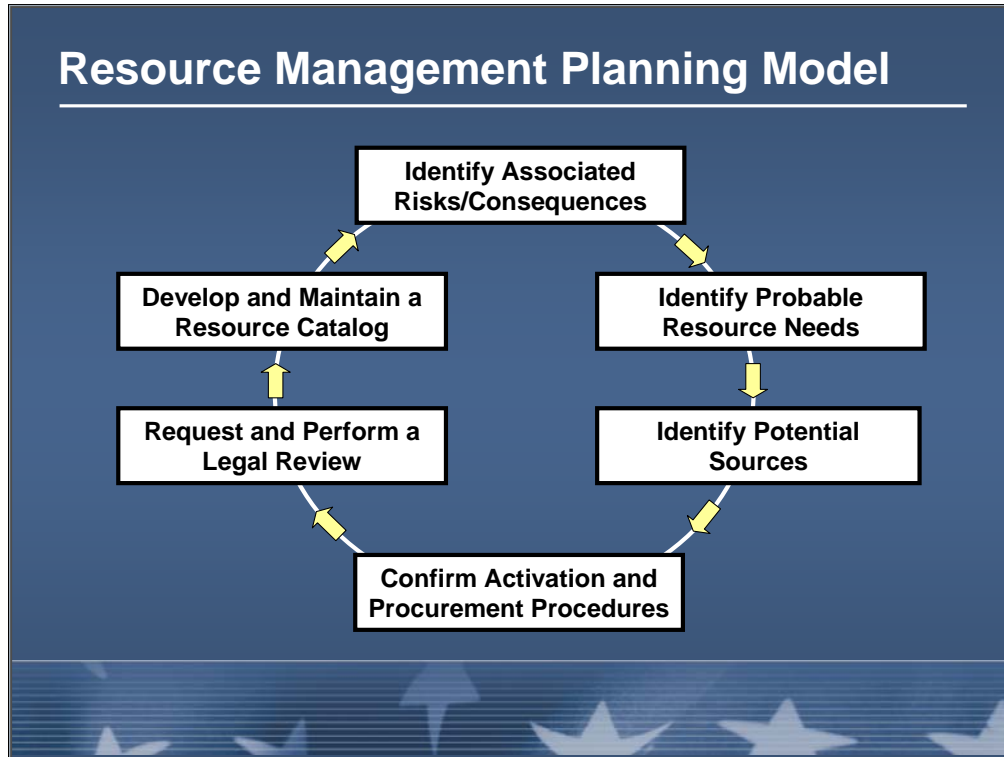 Resource Management Planning Model
Identify Associated
Risks/Consequences
Identify Probable
Resource Needs
Identify Potential
Sources
Confirm Activation and
Procurement Procedures
Request and Perform a
Legal Review
Develop and Maintain a
Resource Catalog